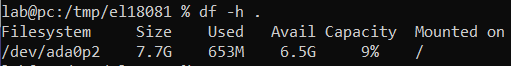 lab@pc:/tmp/el18081 % df -h .
Filesystem      Size    Used   Avail Capacity  Mounted on
/dev/ada0p2     7.7G    653M    6.5G     9%    /